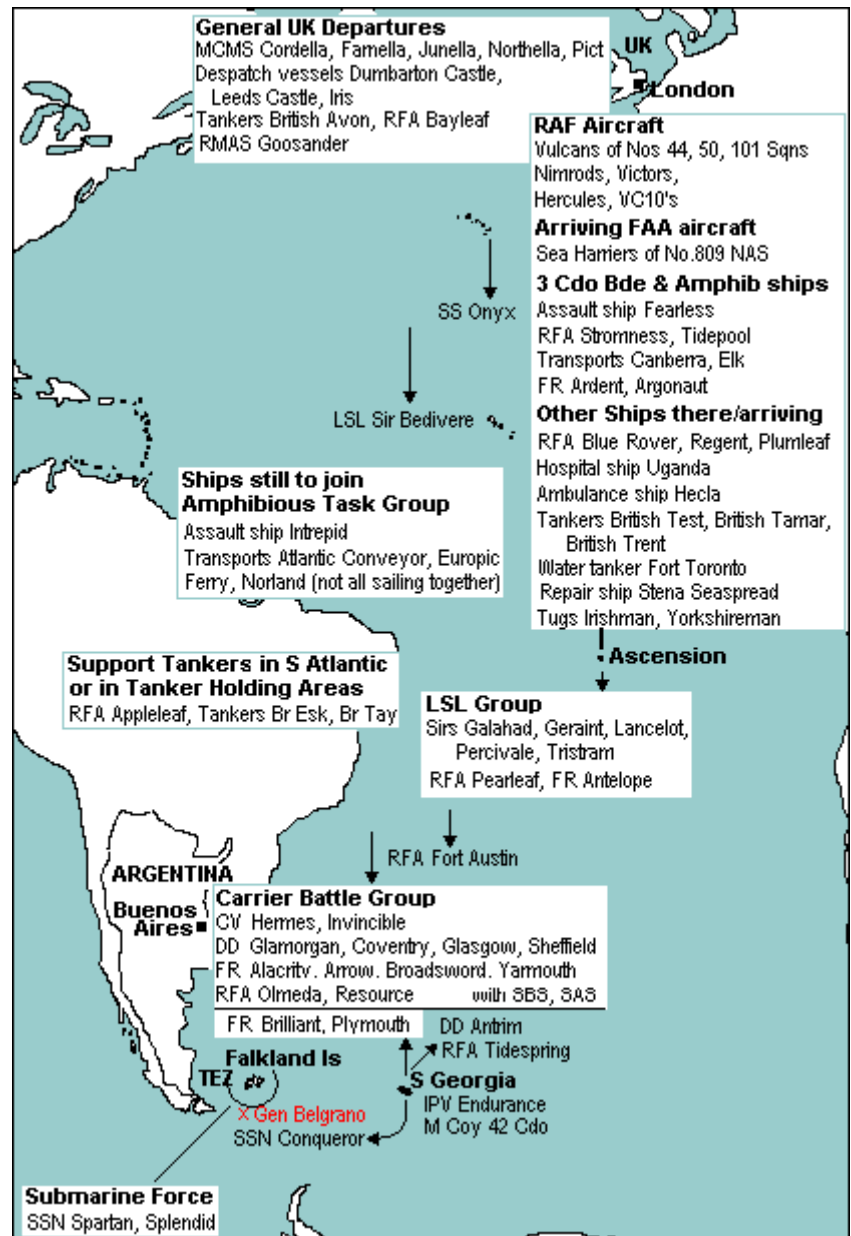 General UK Departures
MCMS Cordella, Farnella, Junella, Northella, Pict
Despatch vessels Dumbarton Castle,
Leeds Castle, Iris
Tankers British Avon, RFA Bayleaf
RMAS Goosander
UK
London
RAF Aircraft
Vulcans of Nos 44, 50, 101 Sqns
Nimrods, Victors,
Hercules, VC10's
Arriving FAA aircraft
Sea Harriers of No.809 NAS
3 Cdo Bde & Amphib ships
Assault ship Fearless
RFA Stromness, Tidepool
Transports Canberra, Elk
FR Ardent, Argonaut
Other Ships there/arriving
RFA Blue Rover, Regent, Plumleaf
Hospital ship Uganda
Ambulance ship Hecla
Tankers British Test, British Tamar,
British Trent
Water tanker Fort Toronto
Repair ship Stena Seaspread
Tugs Irishman, Yorkshireman
SS Onyx
LSL Sir Bedivere
Ships still to join
Amphibious Task Group
Assault ship Intrepid
Transports Atlantic Conveyor, Europic
Ferry, Norland (not all sailing together)
Ascension
Support Tankers in S Atlantic
or in Tanker Holding Areas
RFA Appleleaf, Tankers Br Esk, Br Tay
LSL Group
Sirs Galahad, Geraint, Lancelot,
Percivale, Tristram
RFA Pearleaf, FR Antelope
RFA Fort Austin
ARGENTINA
Buenos
Aires
Carrier Battle Group
CV Hermes, Invincible
DD Glamorgan, Coventry, Glasgow, Sheffield
FR Alacrity. Arrow. Broadsword. Yarmouth
RFA Olmeda, Resource with SBS, SAS
FR Brilliant, Plymouth
DD Antrim
RFA Tidespring
Falkland Is
TEZ
S Georgia
IPV Endurance
M Coy 42 Cdo
x Gen Belgrano
SSN Conqueror
Submarine Force
SSN Spartan, Splendid